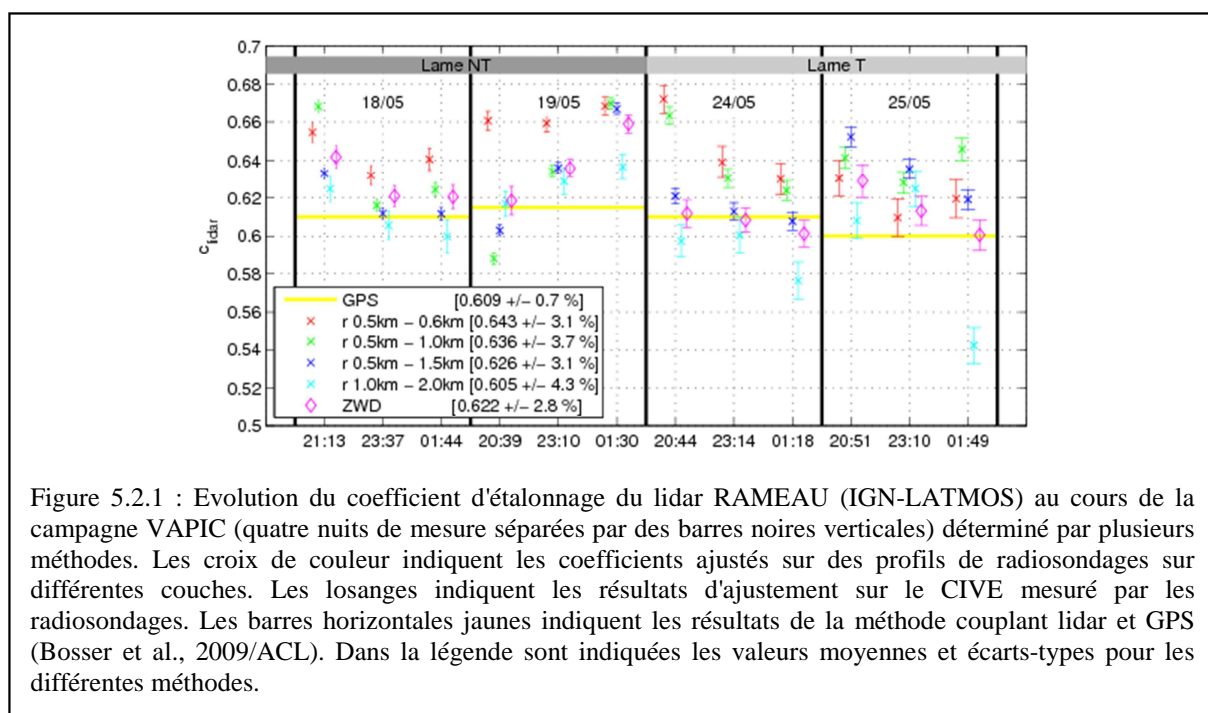 0.7
0.68
0.66
0.64
0.62
0.6
0.58
0.56
0.54
0.52
0.5
c lidar
Lame NT
Lame T
18/05
19/05
24/05
25/05
GPS [0.609 +/− 0.7 %]
r 0.5km − 0.6km [0.643 +/− 3.1 %]
r 0.5km − 1.0km [0.636 +/− 3.7 %]
r 0.5km − 1.5km [0.626 +/− 3.1 %]
r 1.0km − 2.0km [0.605 +/− 4.3 %]
ZWD [0.622 +/− 2.8 %]
21:13 23:37 01:44 20:39 23:10 01:30 20:44 23:14 01:18 20:51 23:10 01:49
Figure 5.2.1 : Evolution du coefficient d'étalonnage du lidar RAMEAU (IGN-LATMOS) au cours de la
campagne VAPIC (quatre nuits de mesure séparées par des barres noires verticales) déterminé par plusieurs
méthodes. Les croix de couleur indiquent les coefficients ajustés sur des profils de radiosondages sur
différentes couches. Les losanges indiquent les résultats d'ajustement sur le CIVE mesuré par les
radiosondages. Les barres horizontales jaunes indiquent les résultats de la méthode couplant lidar et GPS
(Bosser et al., 2009/ACL). Dans la légende sont indiquées les valeurs moyennes et écarts-types pour les
différentes méthodes.